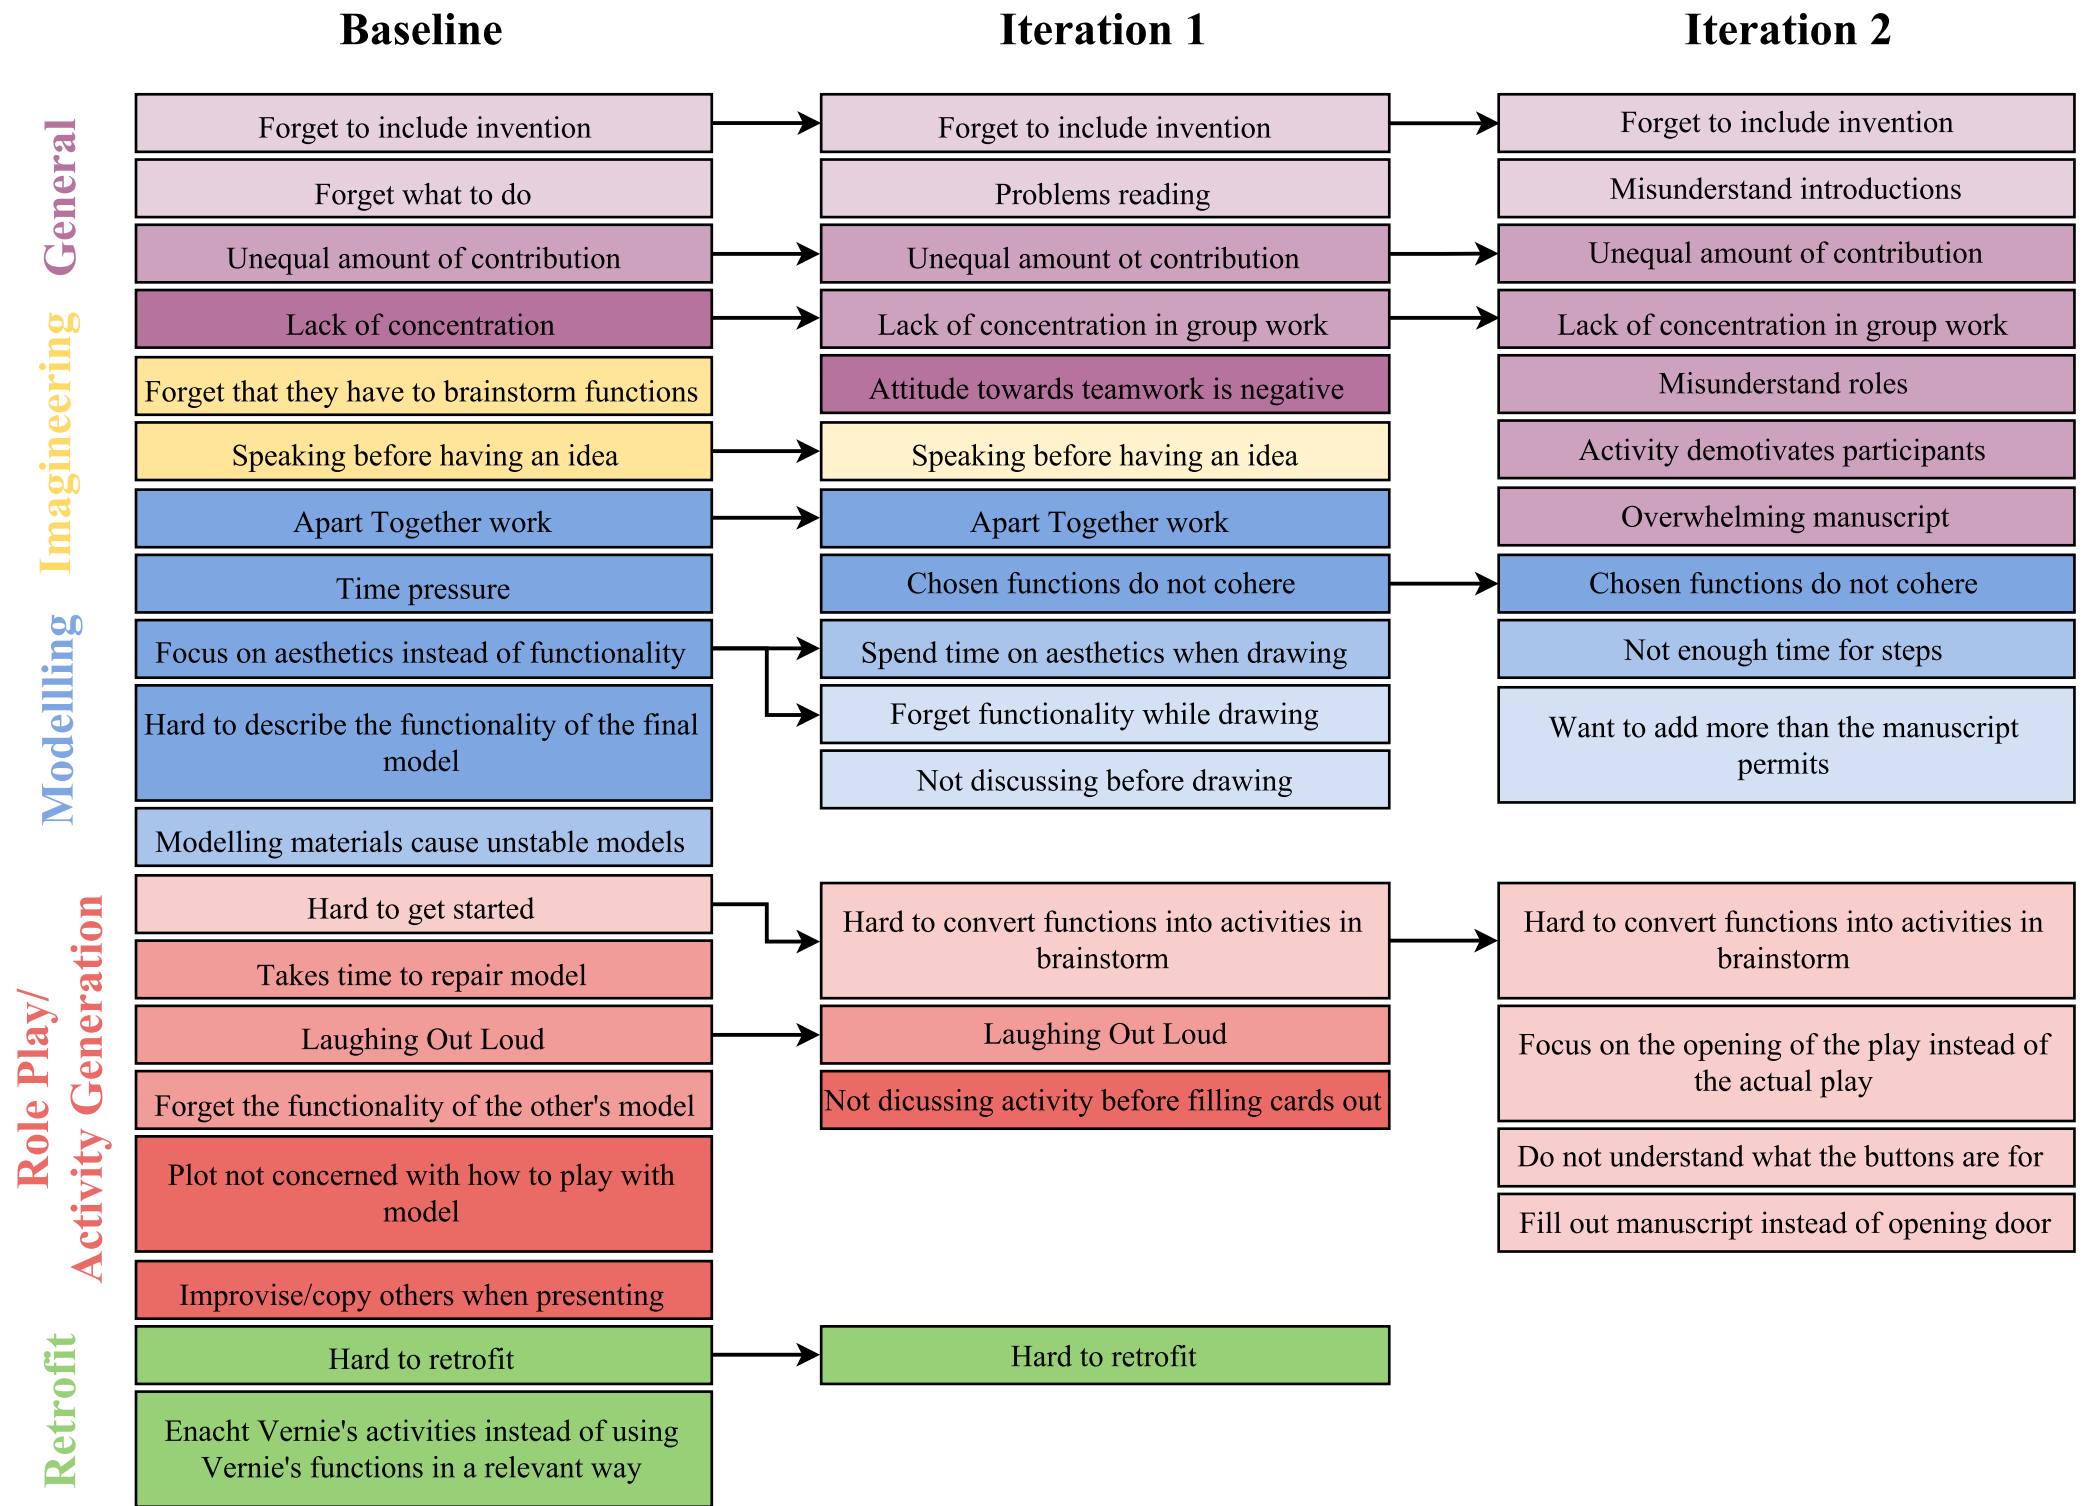 Baseline
Iteration 1
Iteration 2
General
Forget to include invention
Forget to include invention
Forget to include invention
Forget what to do
Problems reading
Misunderstand introductions
Unequal amount of contribution
Unequal amount ot contribution
Unequal amount of contribution
Lack of concentration
Lack of concentration in group work
Lack of concentration in group work
Imagineering
Forget that they have to brainstorm functions
Attitude towards teamwork is negative
Misunderstand roles
Speaking before having an idea
Speaking before having an idea
Activity demotivates participants
Apart Together work
Apart Together work
Overwhelming manuscript
Modellling
Time pressure
Chosen functions do not cohere
Chosen functions do not cohere
Focus on aesthetics instead of functionality
Spend time on aesthetics when drawing
Not enough time for steps
Hard to describe the functionality of the final
model
Forget functionality while drawing
Not discussing before drawing
Want to add more than the manuscript
permits
Modelling materials cause unstable models
Role Play/
Activity Generation
Hard to get started
Hard to convert functions into activities in
brainstorm
Hard to convert functions into activities in
brainstorm
Takes time to repair model
Laughing Out Loud
Laughing Out Loud
Focus on the opening of the play instead of
the actual play
Forget the functionality of the other's model
Not dicussing activity before filling cards out
Plot not concerned with how to play with
model
Do not understand what the buttons are for
Fill out manuscript instead of opening door
Improvise/copy others when presenting
Retrofit
Hard to retrofit
Hard to retrofit
Enacht Vernie's activities instead of using
Vernie's functions in a relevant way